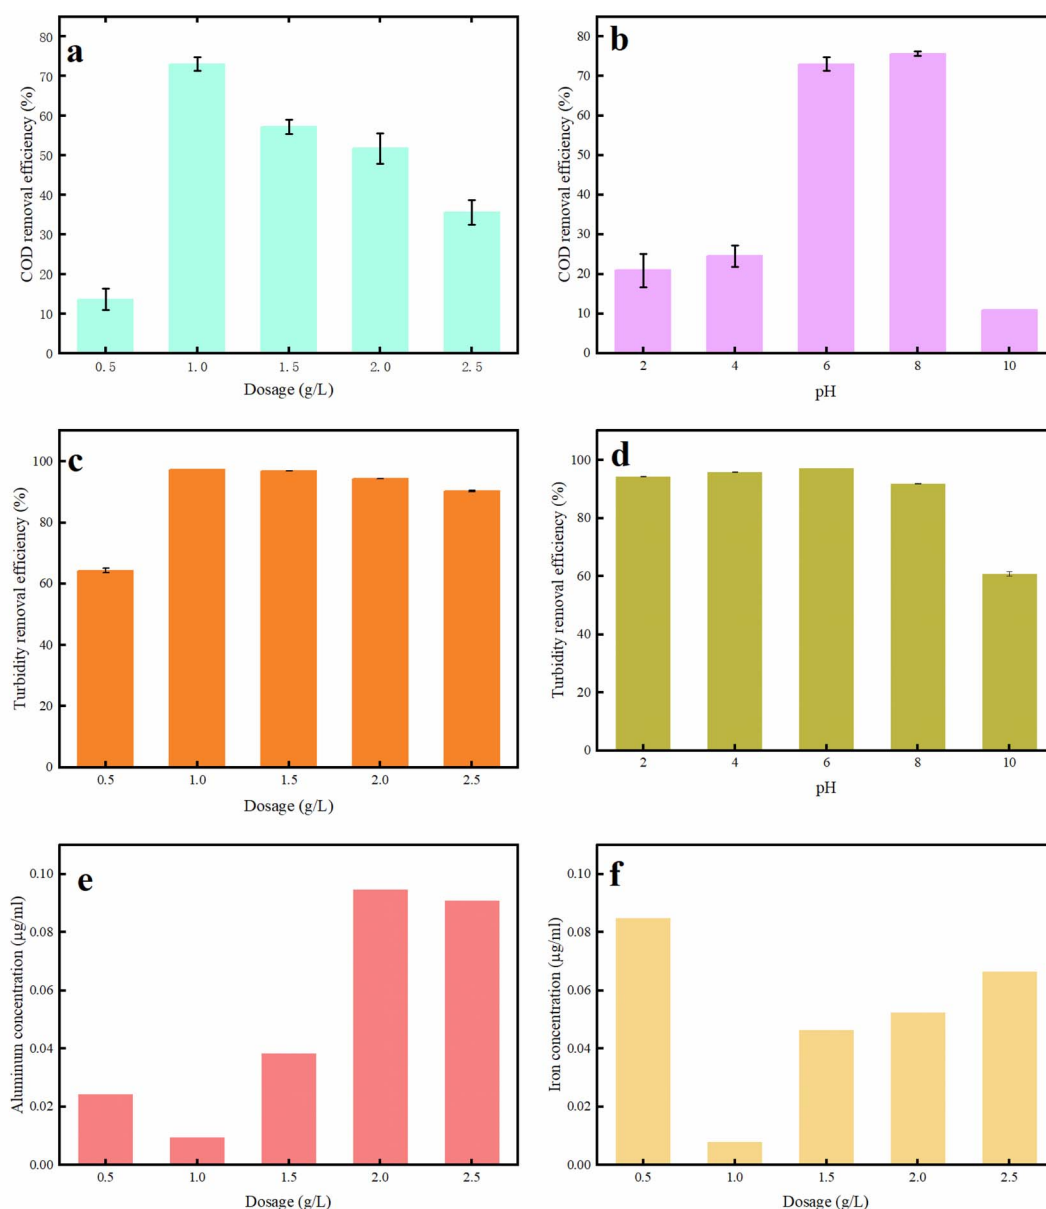 a
80
70
60
50
40
30
20
10
0
COD removal efficiency (%)
0.5 1.0 1.5 2.0 2.5
Dosage (g/L)
b
80
70
60
50
40
30
20
10
0
COD removal efficiency (%)
2 4 6 8 10
pH
c
100
80
60
40
20
0
Turbidity removal efficiency (%)
0.5 1.0 1.5 2.0 2.5
Dosage (g/L)
d
100
80
60
40
20
0
Turbidity removal efficiency (%)
2 4 6 8 10
pH
e
0.10
0.08
0.06
0.04
0.02
0.00
Aluminum concentration (μg/ml)
0.5 1.0 1.5 2.0 2.5
Dosage (g/L)
f
0.10
0.08
0.06
0.04
0.02
0.00
Iron concentration (μg/ml)
0.5 1.0 1.5 2.0 2.5
Dosage (g/L)